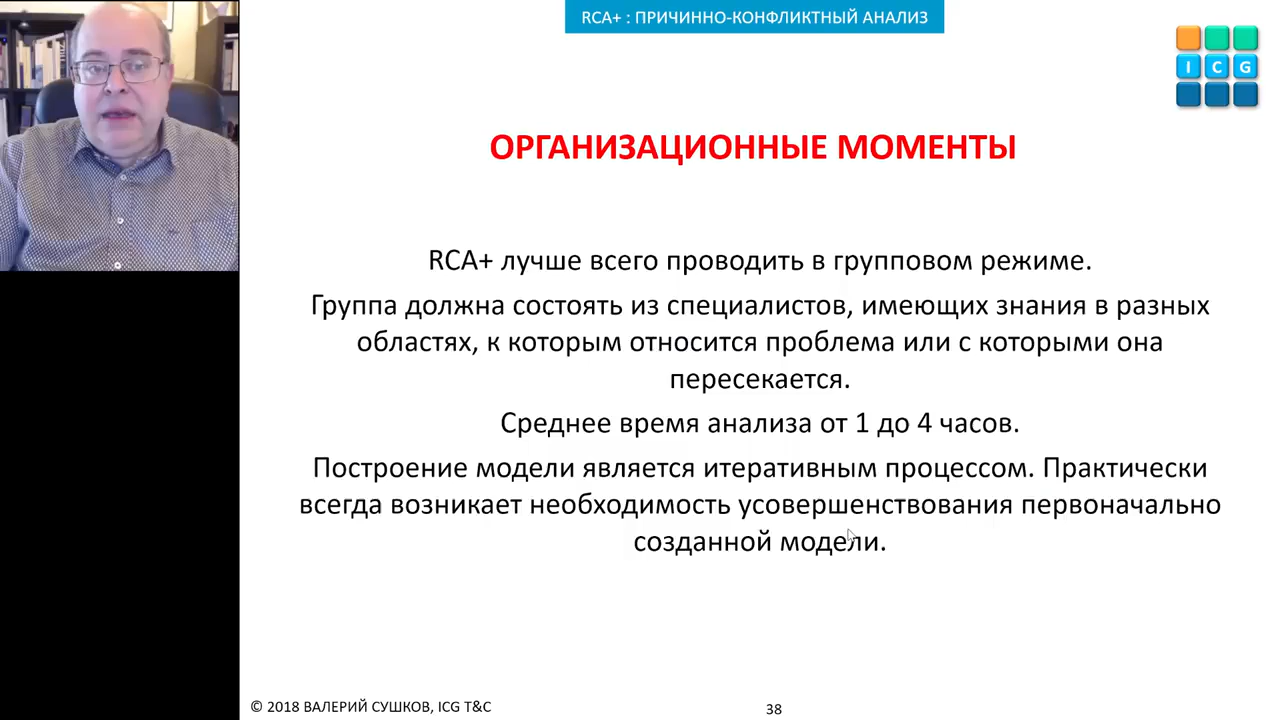 RCA+ : ПРИЧИННО-КОНФЛИКТНЫЙ АНАЛИЗ
I C G
ОРГАНИЗАЦИОННЫЕ МОМЕНТЫ
RCA+ лучше всего проводить в групповом режиме.
Группа должна состоять из специалистов, имеющих знания в разных
областях, к которым относится проблема или с которыми она
пересекается.
Среднее время анализа от 1 до 4 часов.
Построение модели является итеративным процессом. Практически
всегда возникает необходимость усовершенствования первоначально
созданной модели.
© 2018 ВАЛЕРИЙ СУШКОВ, ICG T&C
38